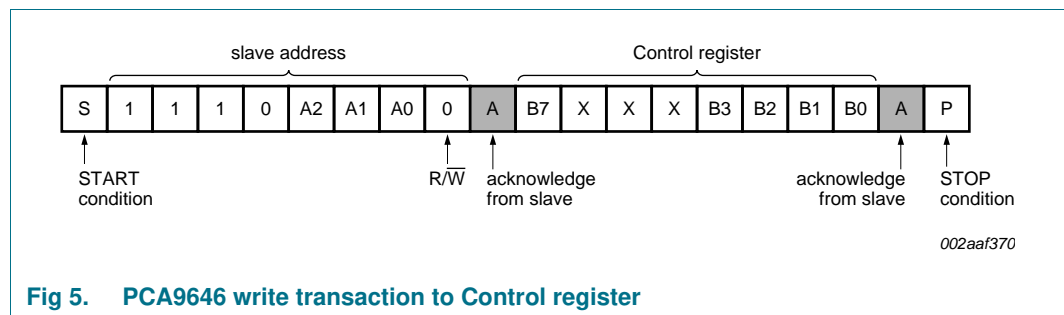 slave address Control register
S 1 1 1 0 A2 A1 A0 0 A B7 X X X B3 B2 B1 B0 A P
START condition
R/W̅
acknowledge from slave
acknowledge from slave
STOP condition
002aaf370
Fig 5. PCA9646 write transaction to Control register